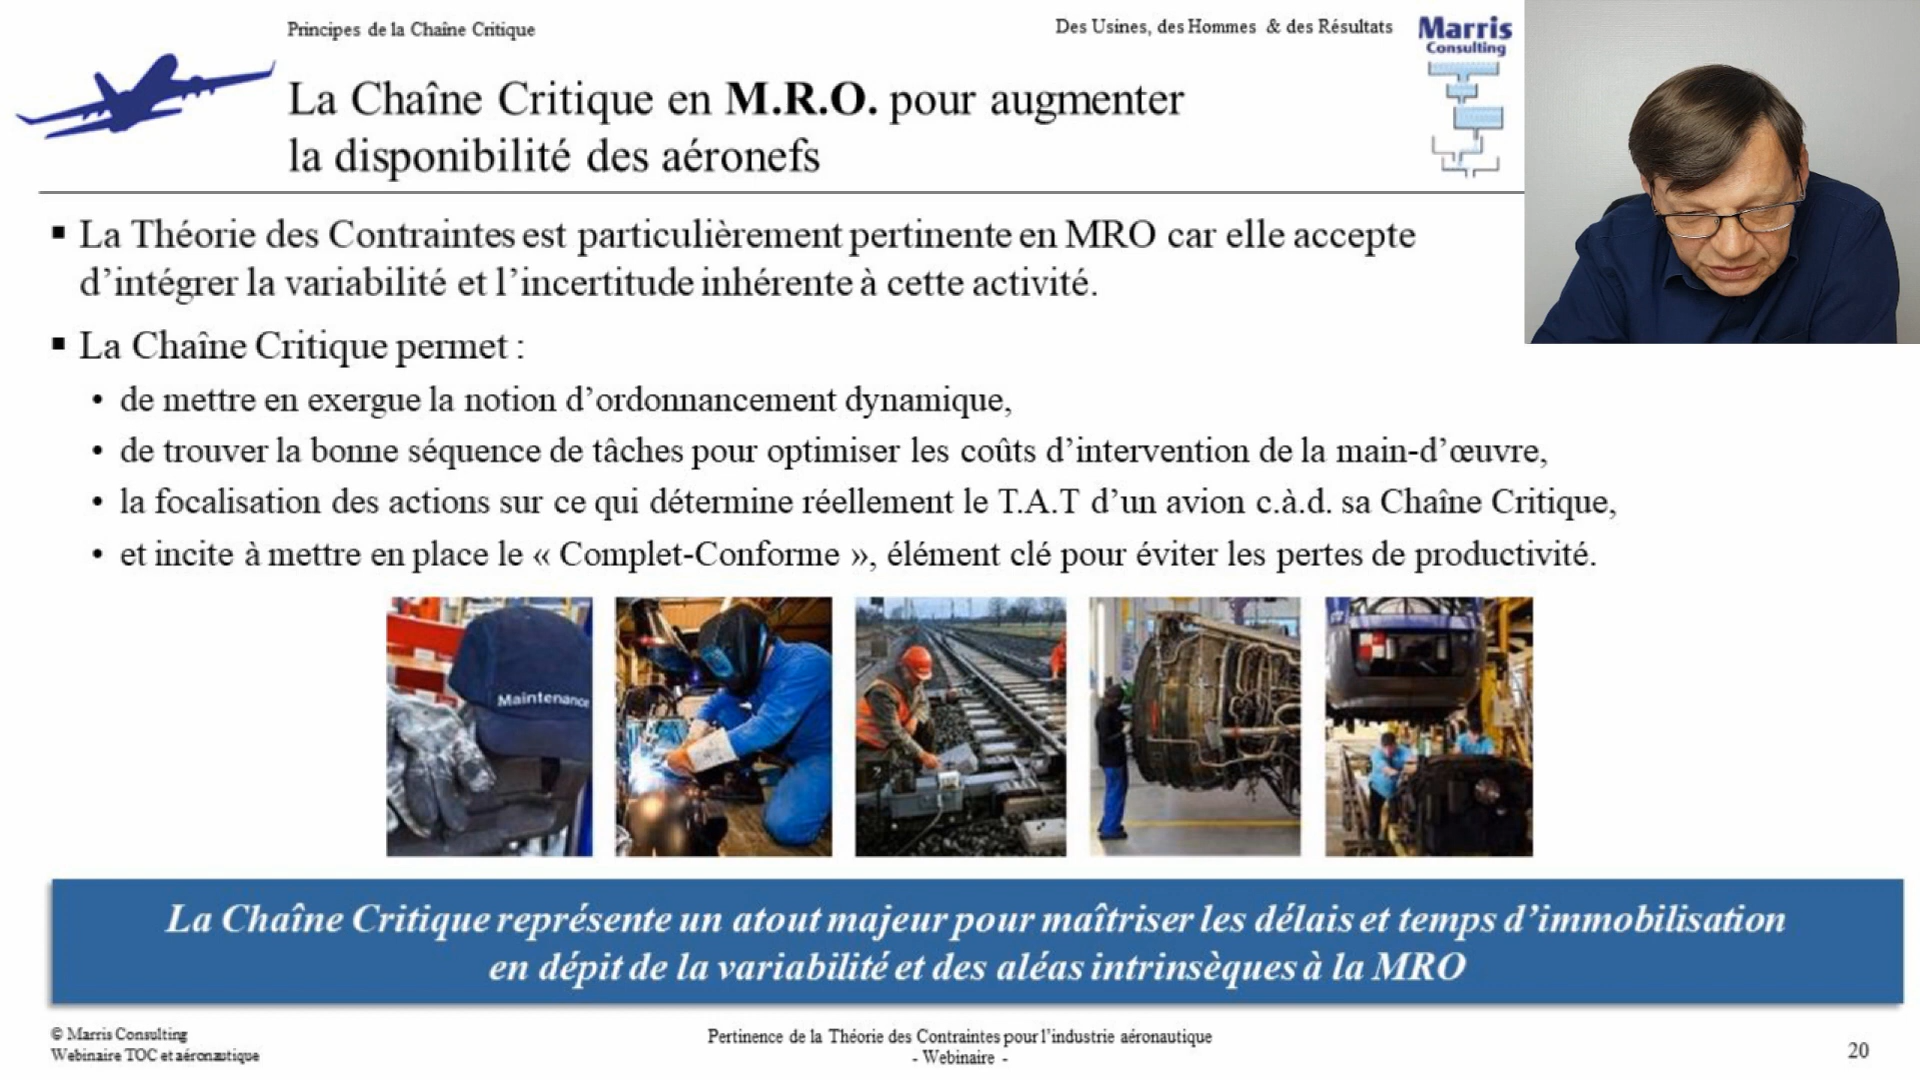 Principes de la Chaîne Critique
Des Usines, des Hommes & des Résultats
Marris
Consulting
La Chaîne Critique en M.R.O. pour augmenter
la disponibilité des aéronefs
▪ La Théorie des Contraintes est particulièrement pertinente en MRO car elle accepte
d’intégrer la variabilité et l’incertitude inhérente à cette activité.
▪ La Chaîne Critique permet :
• de mettre en exergue la notion d’ordonnancement dynamique,
• de trouver la bonne séquence de tâches pour optimiser les coûts d’intervention de la main-d’œuvre,
• la focalisation des actions sur ce qui détermine réellement le T.A.T d’un avion c.à.d. sa Chaîne Critique,
• et incite à mettre en place le « Complet-Conforme », élément clé pour éviter les pertes de productivité.
Maintenance
La Chaîne Critique représente un atout majeur pour maîtriser les délais et temps d’immobilisation
en dépit de la variabilité et des aléas intrinsèques à la MRO
© Marris Consulting
Webinaire TOC et aéronautique
Pertinence de la Théorie des Contraintes pour l’industrie aéronautique
- Webinaire -
20